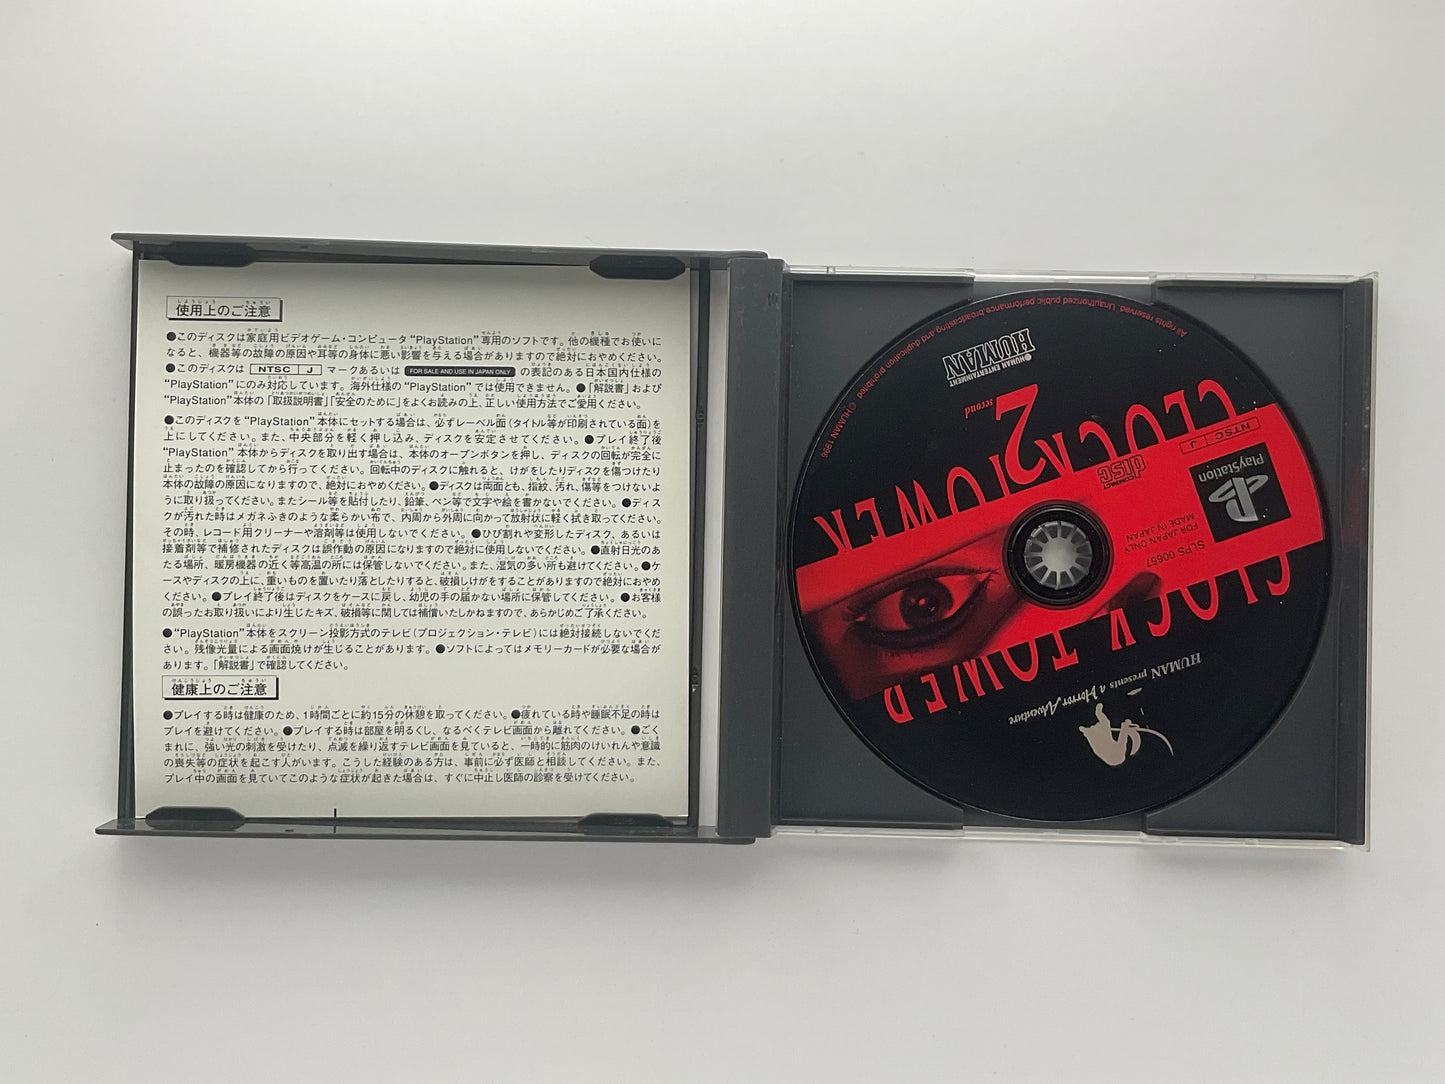 使用上のご注意
●このディスクは家庭用ビデオゲーム・コンピュータ“PlayStation”専用のソフトです。他の機種でお使いに
なると、機器等の故障の原因や耳等の身体に悪い影響を与える場合がありますので絶対におやめください。
●このディスクは NTSC J マークあるいは FOR SALE AND USE IN JAPAN ONLY の表記のある日本国内仕様の
“PlayStation”にのみ対応しています。海外仕様の“PlayStation”では使用できません。●「解説書」および
“PlayStation”本体の「取扱説明書」「安全のために」をよくお読みの上、正しい使用方法でご愛用ください。
●このディスクを“PlayStation”本体にセットする場合は、必ずレーベル面(タイトル等が印刷されている面)を
上にしてください。また、中央部分を軽く押し込み、ディスクを安定させてください。●プレイ終了後
“PlayStation”本体からディスクを取り出す場合は、本体のオープンボタンを押し、ディスクの回転が完全に
止まったのを確認してから行ってください。回転中のディスクに触れると、けがをしたりディスクを傷つけたり
本体の故障の原因になりますので、絶対におやめください。●ディスクは両面とも、指紋、汚れ、傷等をつけないよ
うに取り扱ってください。またシール等を貼付したり、鉛筆、ペン等で文字や絵を書かないでください。●ディス
クが汚れた時はメガネふきのような柔らかい布で、内周から外周に向かって放射状に軽く拭き取ってください。
その時、レコード用クリーナーや溶剤等は使用しないでください。●ひび割れや変形したディスク、あるいは
接着剤等で補修されたディスクは誤作動の原因になりますので絶対に使用しないでください。●直射日光のあ
たる場所、暖房機器の近く等高温の所には保管しないでください。また、湿気の多い所も避けてください。●ケ
ースやディスクの上に、重いものを置いたり落としたりすると、破損しけがをすることがありますので絶対におやめ
ください。●プレイ終了後はディスクをケースに戻し、幼児の手の届かない場所に保管してください。●お客様
の誤ったお取り扱いにより生じたキズ、破損等に関しては補償いたしかねますので、あらかじめご了承ください。
●“PlayStation”本体をスクリーン投影方式のテレビ(プロジェクション・テレビ)には絶対接続しないでくだ
さい。残像光量による画面焼けが生じることがあります。●ソフトによってはメモリーカードが必要な場合が
あります。「解説書」で確認してください。
健康上のご注意
●プレイする時は健康のため、1時間ごとに約15分の休憩を取ってください。●疲れている時や睡眠不足の時は
プレイを避けてください。●プレイする時は部屋を明るくし、なるべくテレビ画面から離れてください。●ごく
まれに、強い光の刺激を受けたり、点滅を繰り返すテレビ画面を見ていると、一時的に筋肉のけいれんや意識
の喪失等の症状を起こす人がいます。こうした経験のある方は、事前に必ず医師と相談してください。また、
プレイ中の画面を見ていてこのような症状が起きた場合は、すぐに中止し医師の診察を受けてください。
HUMAN presents a Horror Adventure
CLOCK TOWER
CLOCK TOWER
2
second
PlayStation
NTSC J
COMPACT
disc
SLPS 00657
FOR JAPAN ONLY
MADE IN JAPAN
HUMAN ENTERTAINMENT
HUMAN
All rights reserved. Unauthorized public performance broadcasting and duplication prohibited ©HUMAN 1996